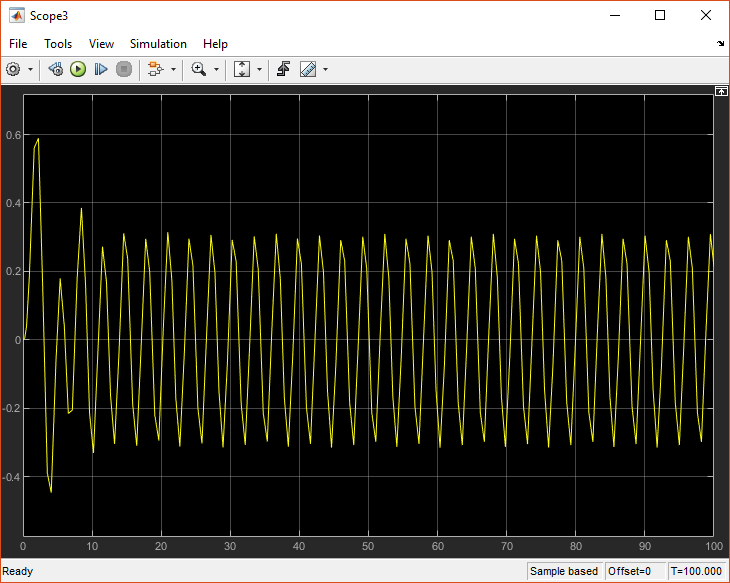 Scope3
File Tools View Simulation Help
0.6
0.4
0.2
0
-0.2
-0.4
0 10 20 30 40 50 60 70 80 90 100
Ready
Sample based Offset=0 T=100.000